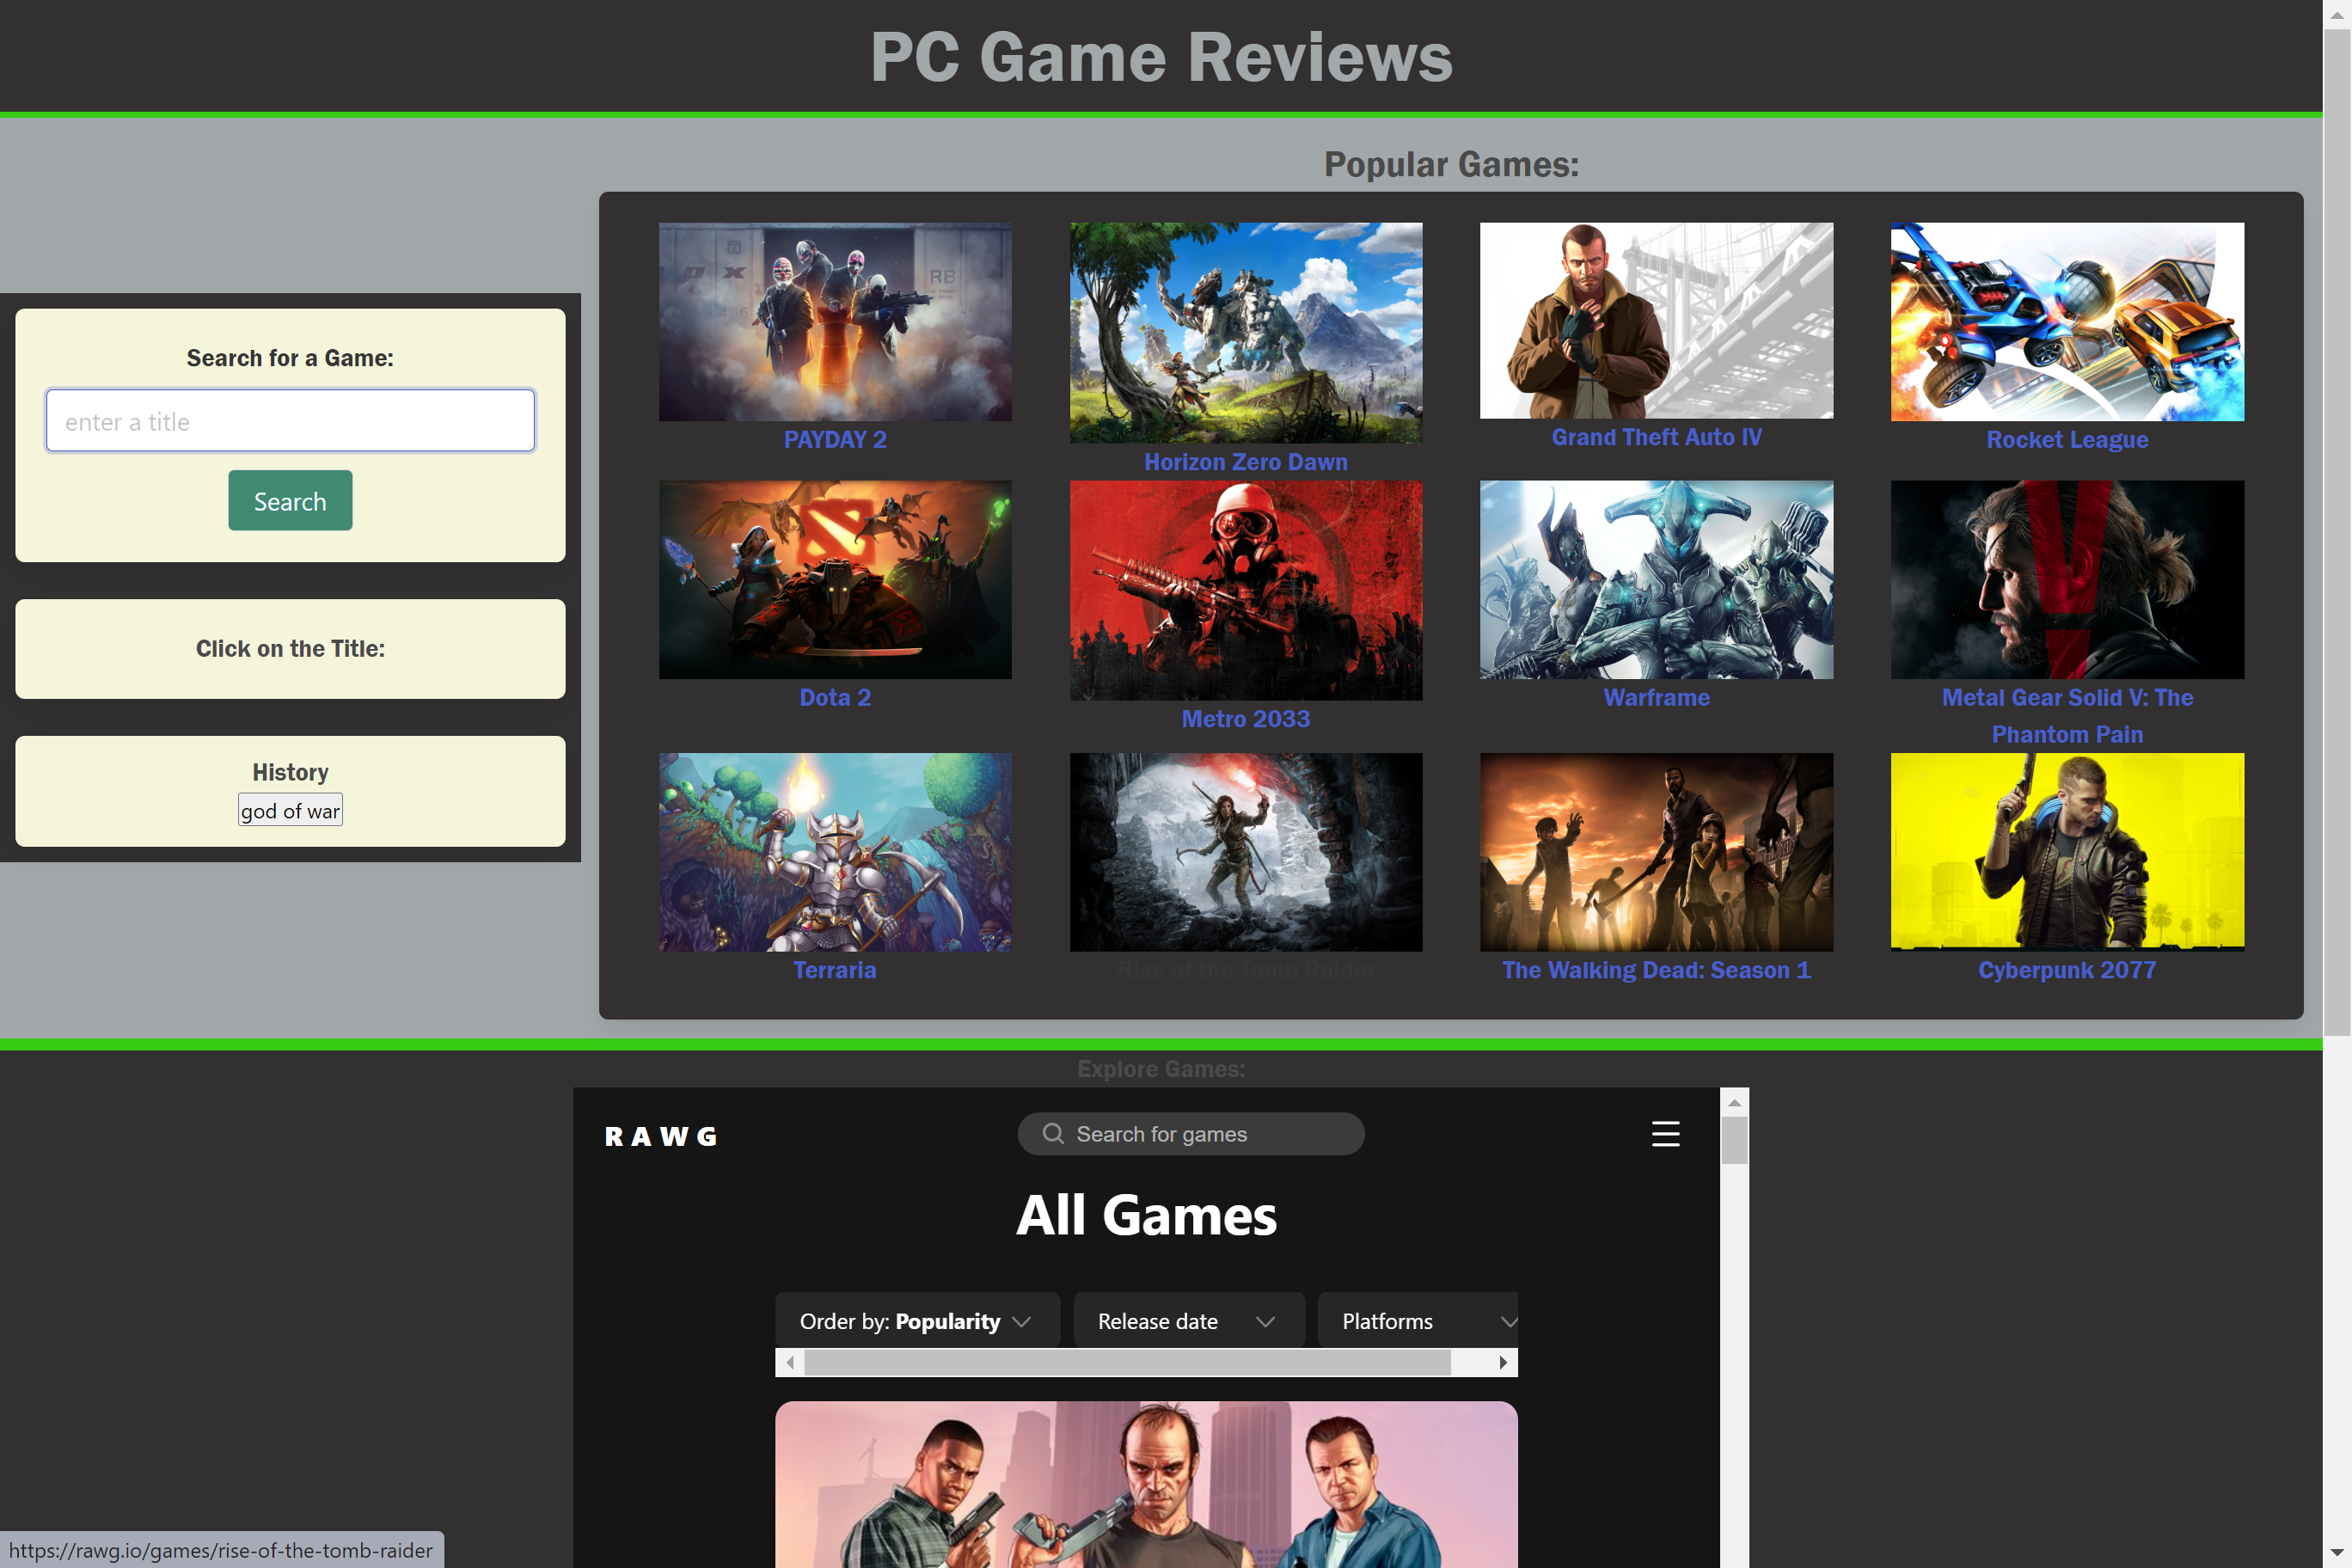 PC Game Reviews
Popular Games:
Search for a Game:
enter a title
Search
Click on the Title:
History
god of war
RB
PAYDAY 2
Horizon Zero Dawn
Grand Theft Auto IV
Rocket League
Dota 2
Metro 2033
Warframe
Metal Gear Solid V: The
Phantom Pain
Terraria
Rise of the Tomb Raider
The Walking Dead: Season 1
Cyberpunk 2077
Explore Games:
RAWG
Search for games
All Games
Order by: Popularity
Release date
Platforms
https://rawg.io/games/rise-of-the-tomb-raider